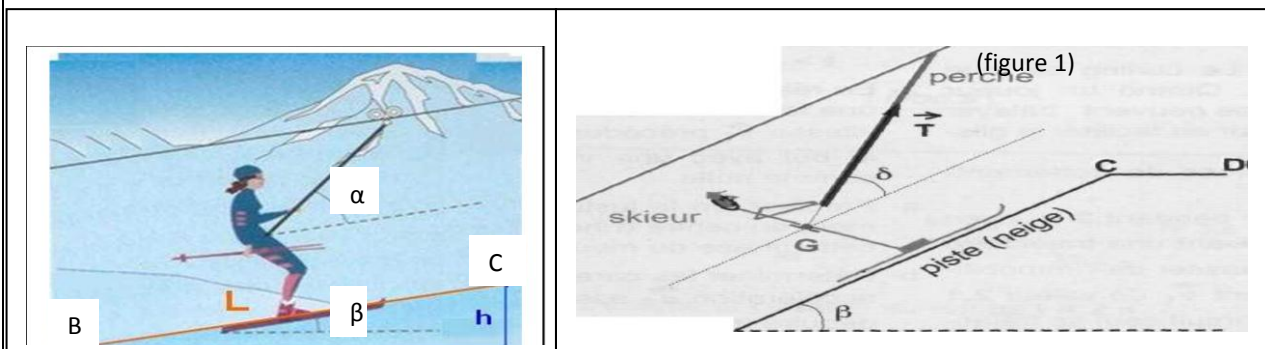 α
C
L
β
B
h
(figure 1)
perche
T
C
D
δ
skieur
G
piste (neige)
β